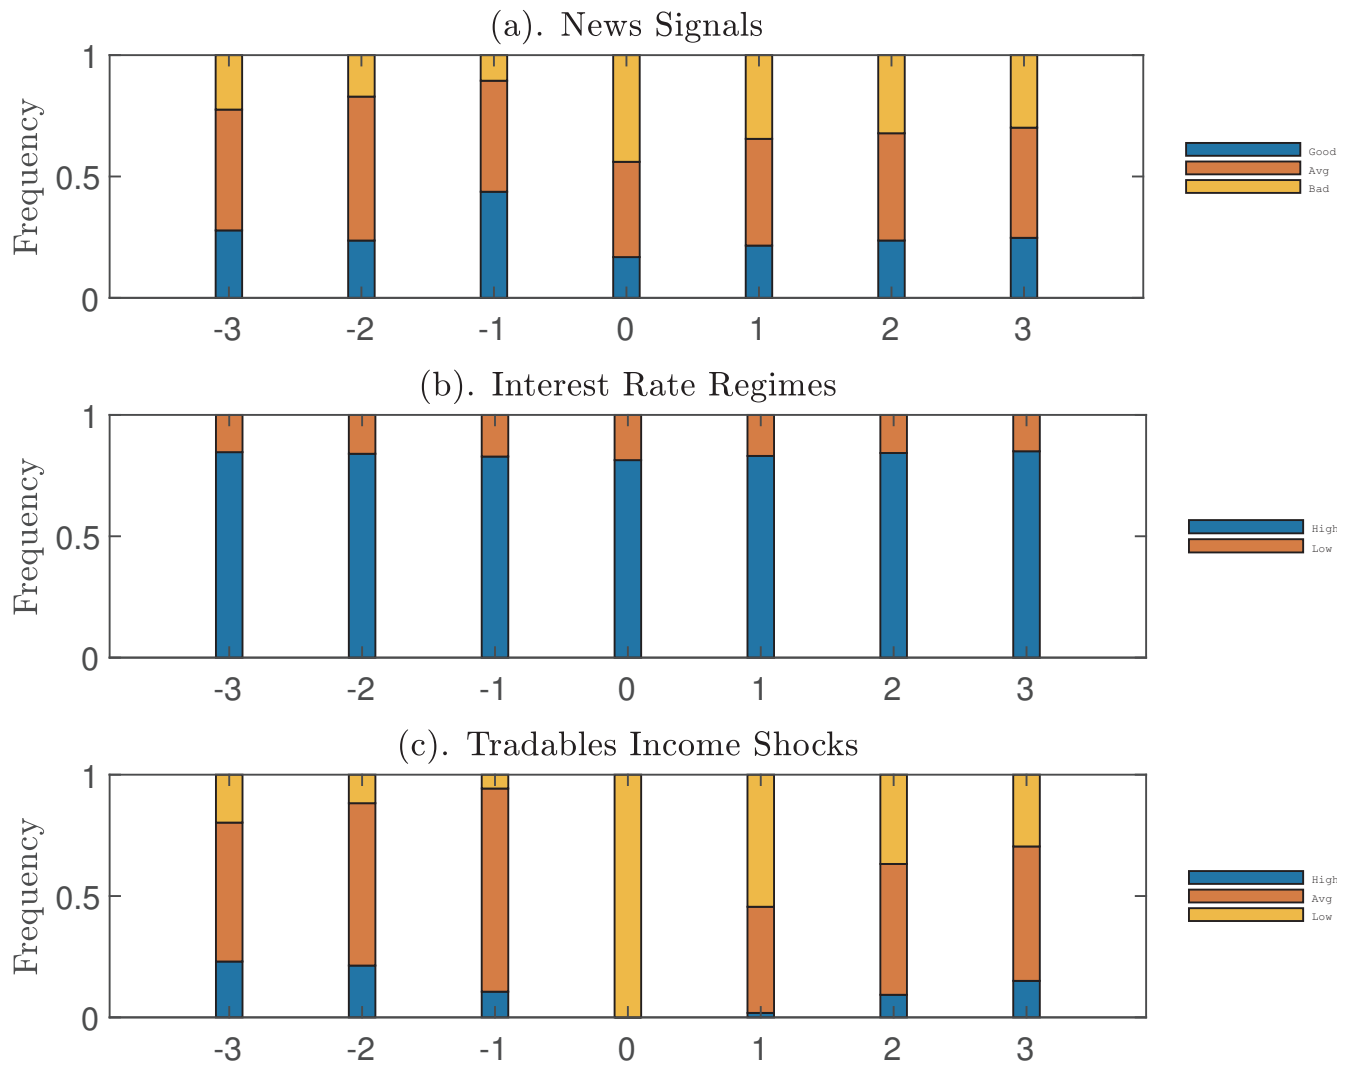 (a). News Signals
1
0.5
0
Frequency
-3 -2 -1 0 1 2 3
Good
Avg
Bad
(b). Interest Rate Regimes
1
0.5
0
Frequency
-3 -2 -1 0 1 2 3
High
Low
(c). Tradables Income Shocks
1
0.5
0
Frequency
-3 -2 -1 0 1 2 3
High
Avg
Low